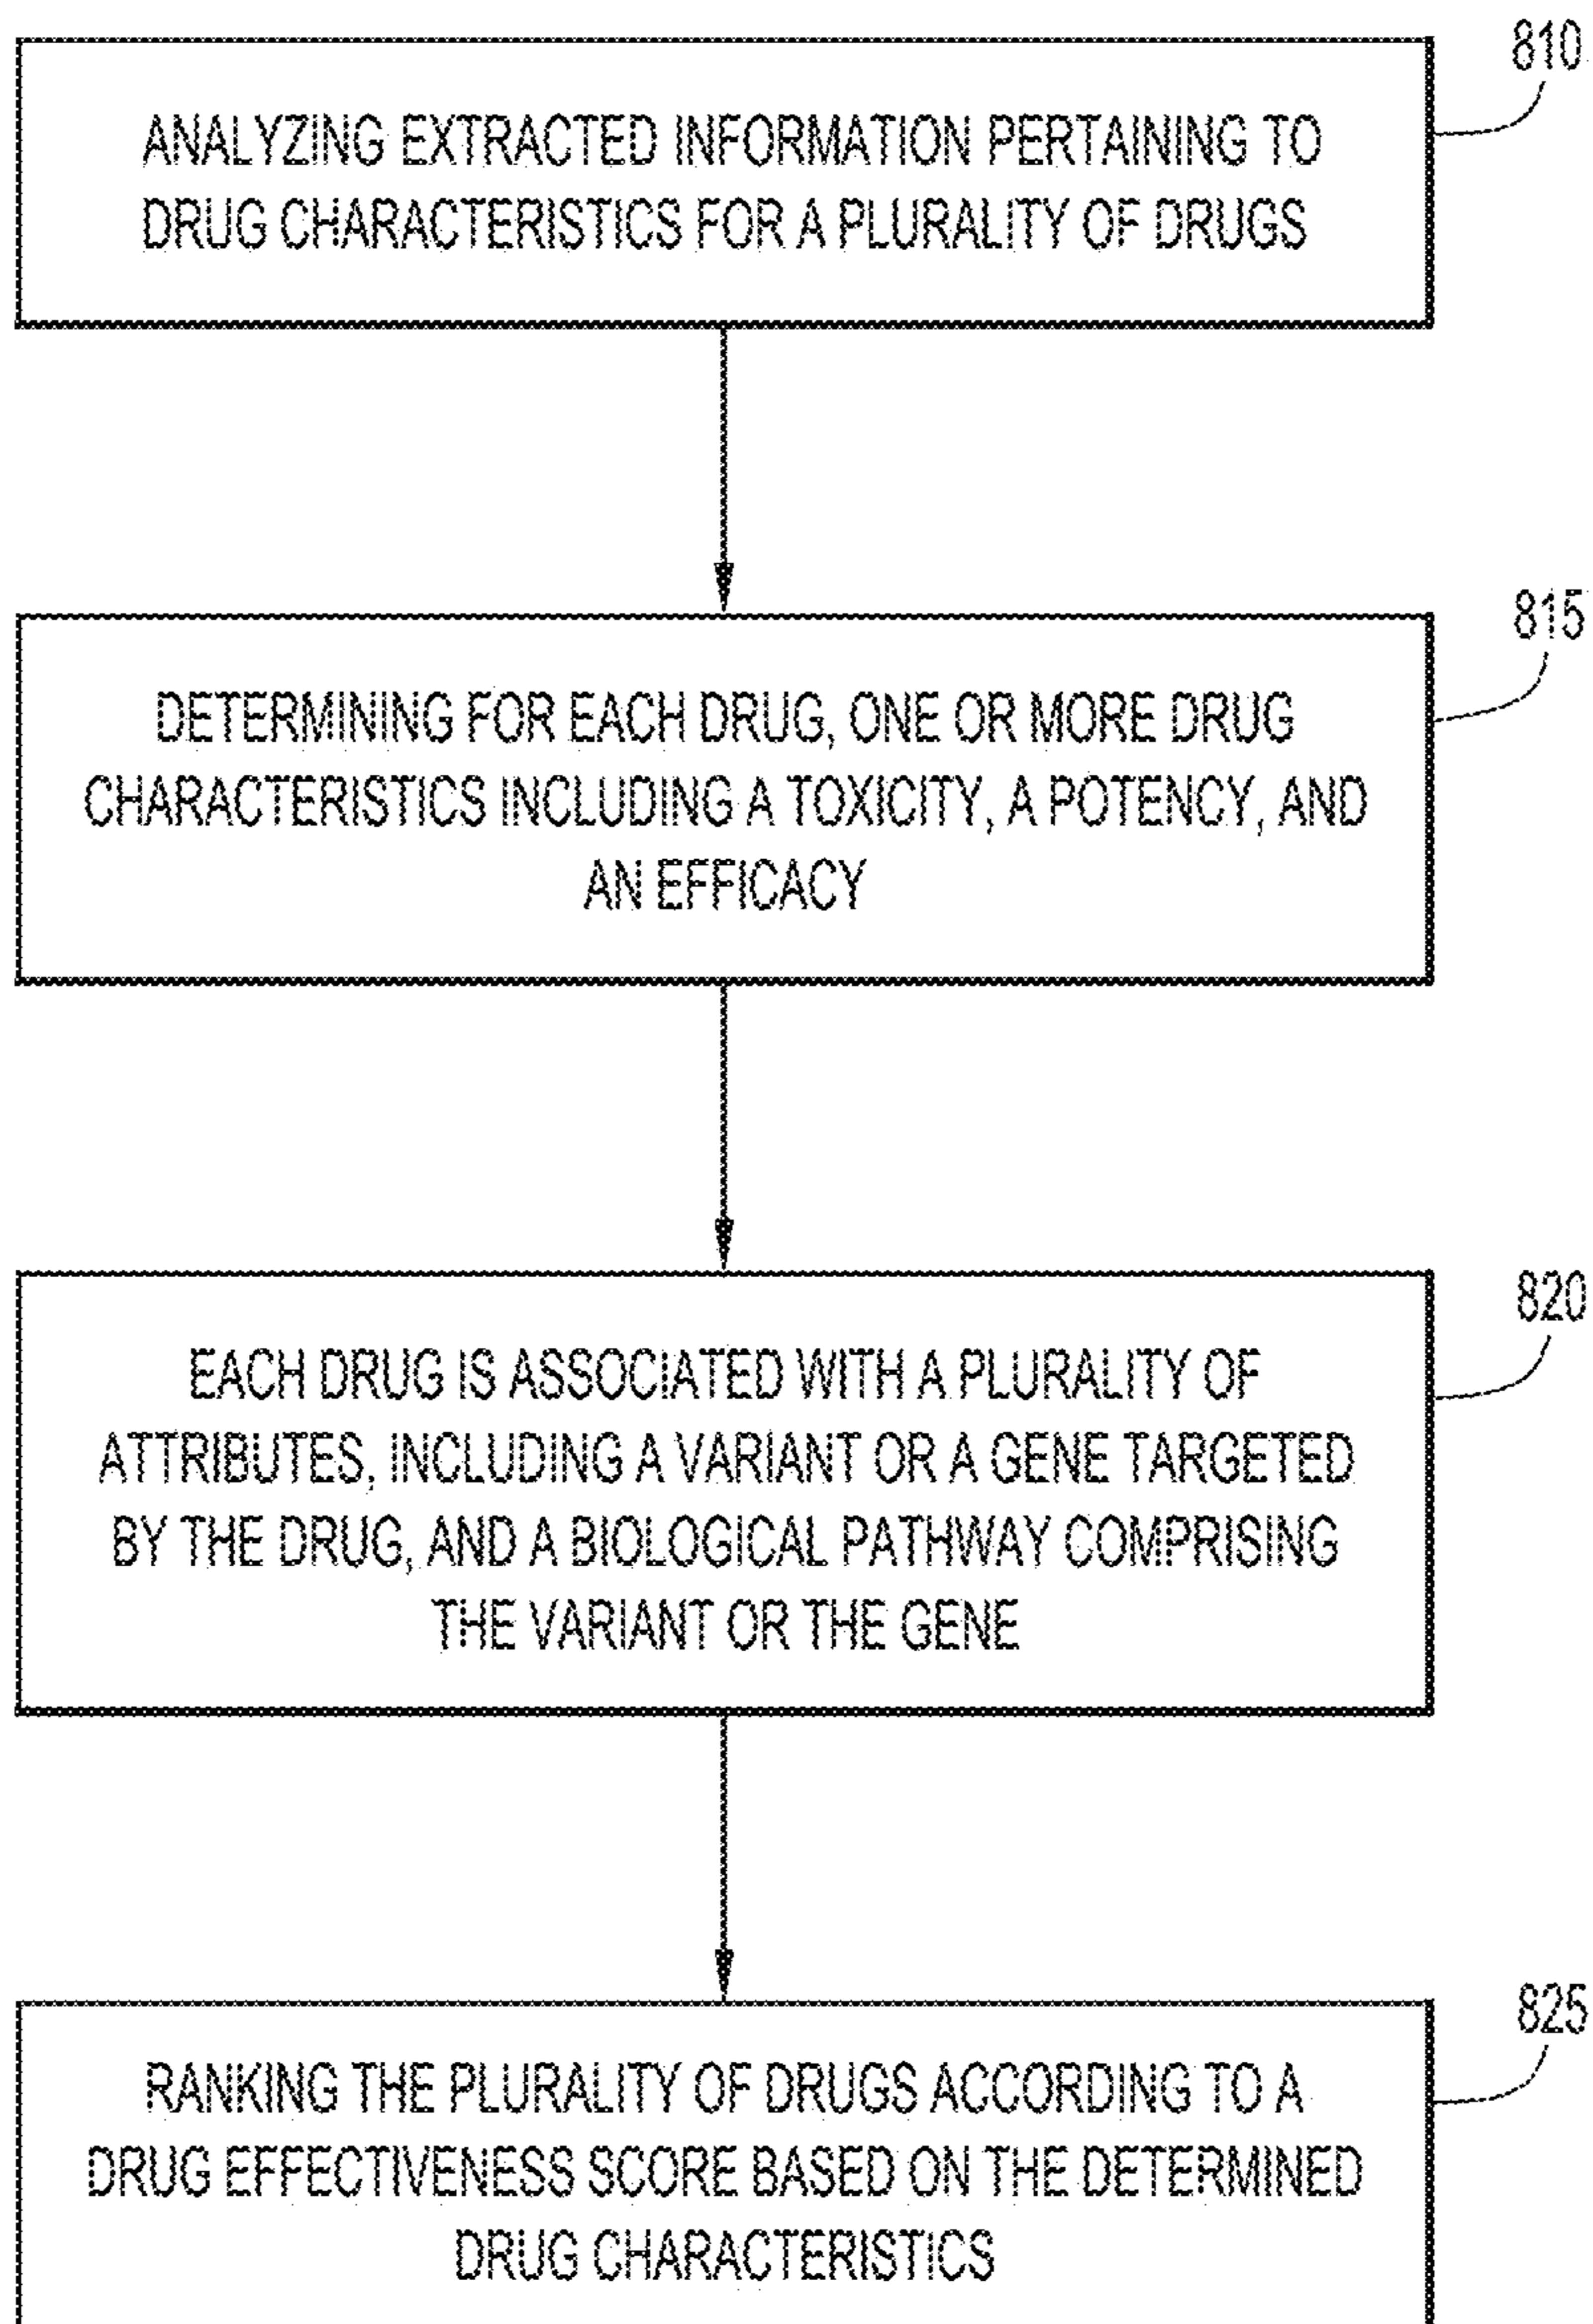 810
ANALYZING EXTRACTED INFORMATION PERTAINING TO
DRUG CHARACTERISTICS FOR A PLURALITY OF DRUGS
815
DETERMINING FOR EACH DRUG, ONE OR MORE DRUG
CHARACTERISTICS INCLUDING A TOXICITY, A POTENCY, AND
AN EFFICACY
820
EACH DRUG IS ASSOCIATED WITH A PLURALITY OF
ATTRIBUTES, INCLUDING A VARIANT OR A GENE TARGETED
BY THE DRUG, AND A BIOLOGICAL PATHWAY COMPRISING
THE VARIANT OR THE GENE
825
RANKING THE PLURALITY OF DRUGS ACCORDING TO A
DRUG EFFECTIVENESS SCORE BASED ON THE DETERMINED
DRUG CHARACTERISTICS